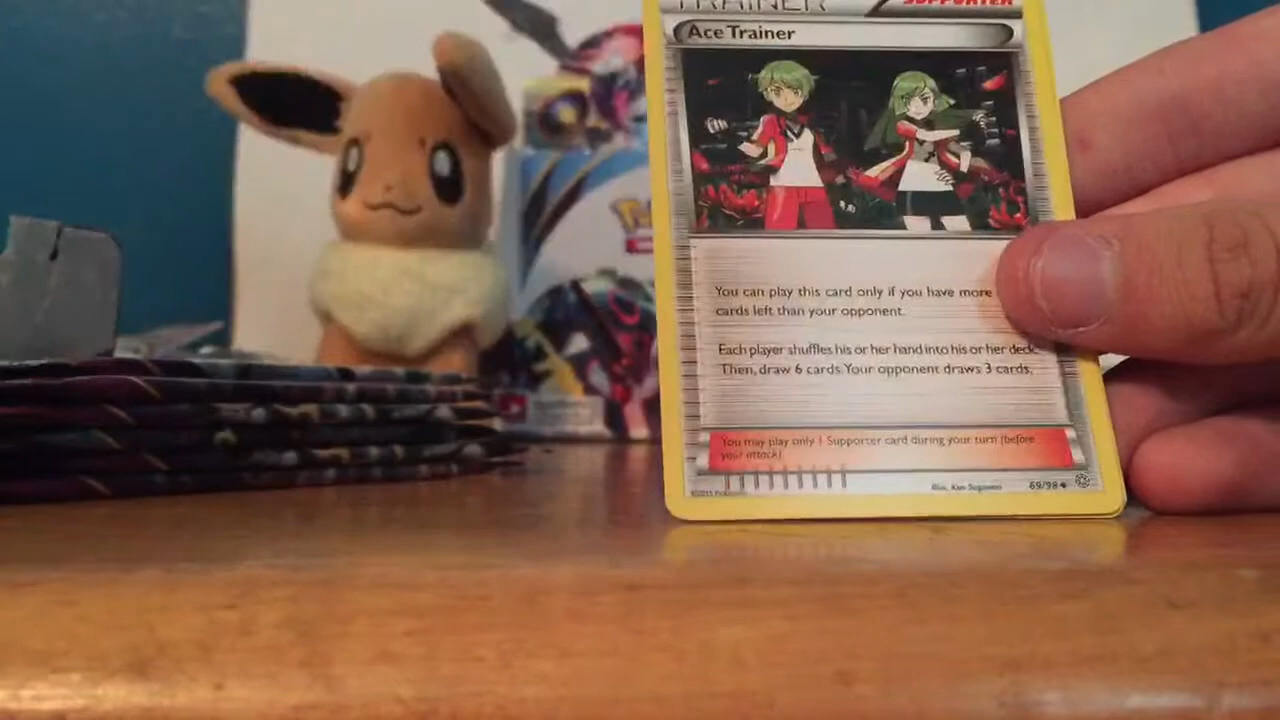 TRAINER SUPPORTER
Ace Trainer
You can play this card only if you have more
cards left than your opponent.
Each player shuffles his or her hand into his or her deck.
Then, draw 6 cards. Your opponent draws 3 cards.
You may play only 1 Supporter card during your turn (before
your attack).
Illus. Ken Sugimori 69/98